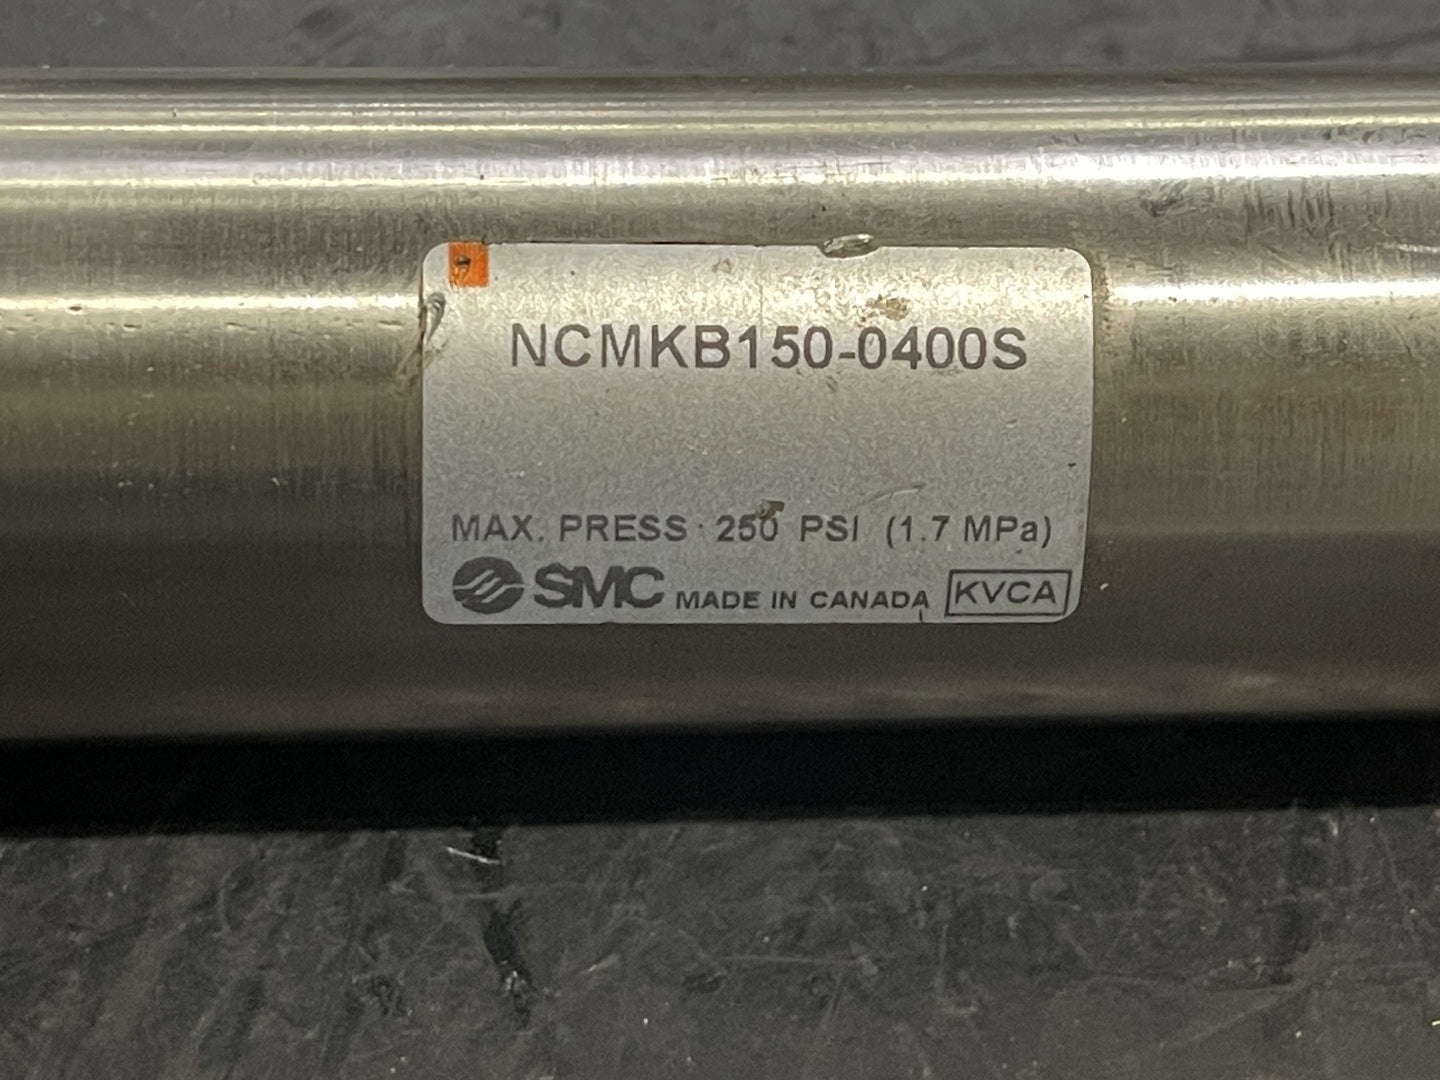 NCMKB150-0400S
MAX. PRESS. 250 PSI (1.7 MPa)
SMC MADE IN CANADA KVCA